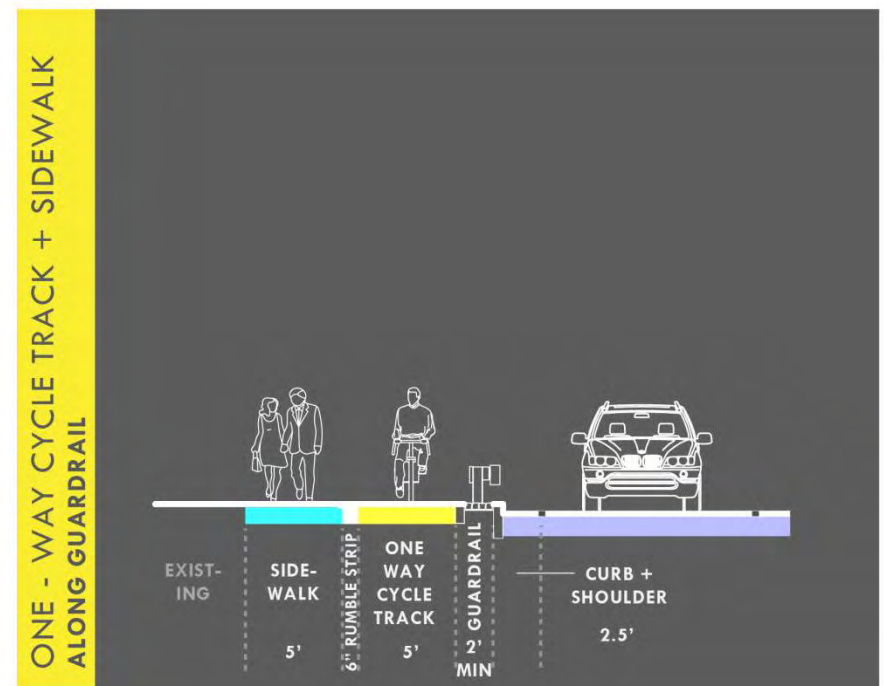 ONE - WAY CYCLE TRACK + SIDEWALK
ALONG GUARDRAIL
EXIST-
ING
SIDE-
WALK
5'
6" RUMBLE STRIP
ONE
WAY
CYCLE
TRACK
5'
GUARDRAIL
2'
MIN
CURB +
SHOULDER
2.5'